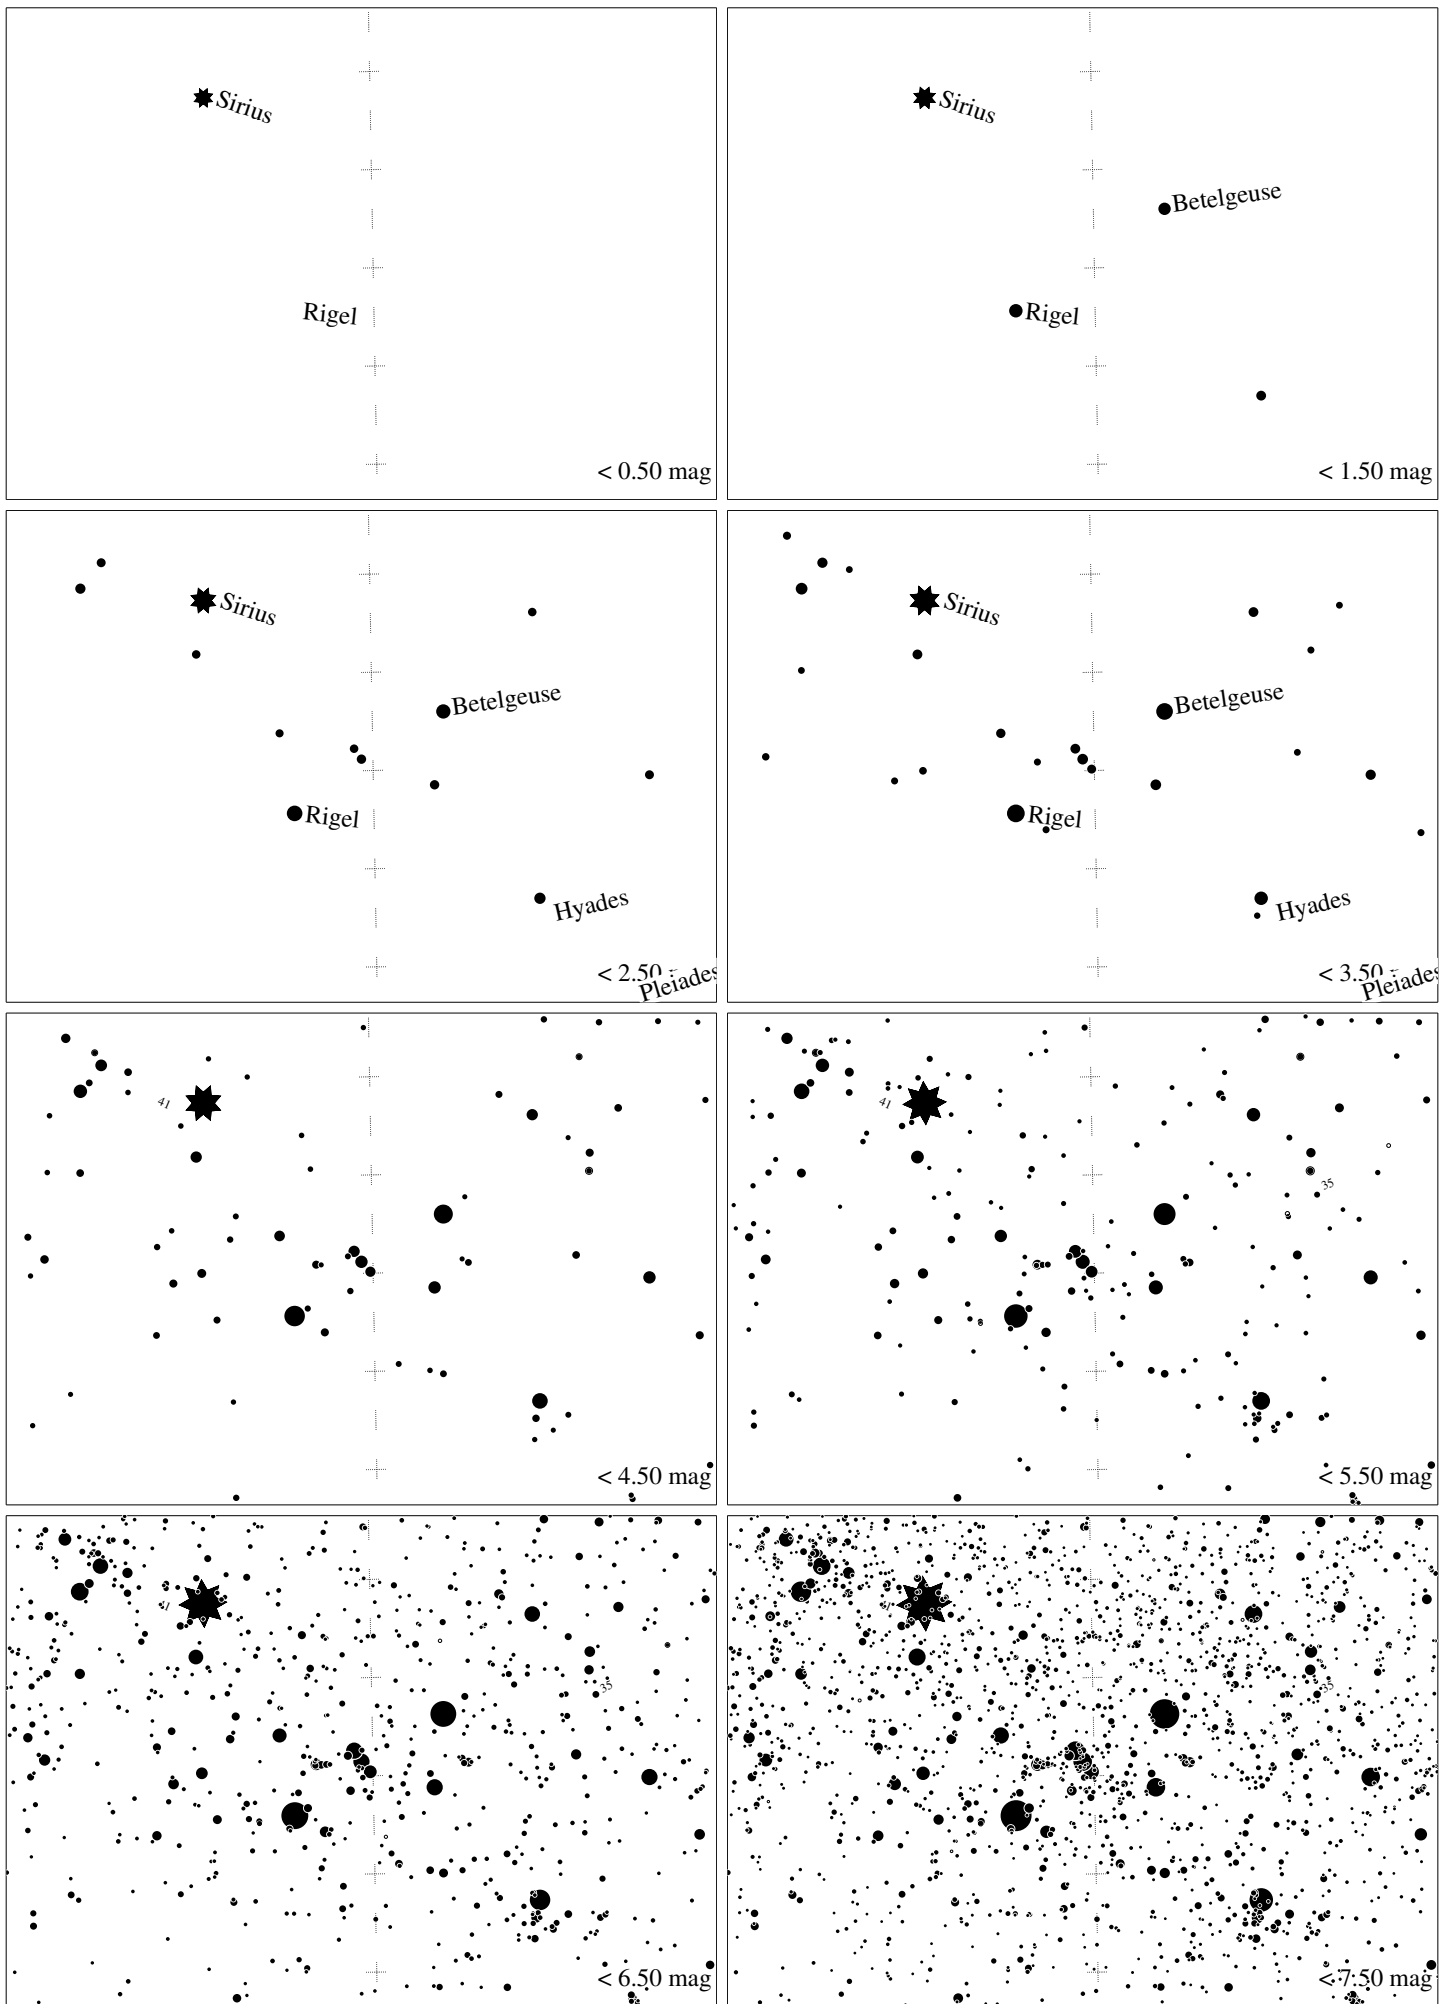 Sirius
Rigel
< 0.50 mag
Sirius
Betelgeuse
Rigel
< 1.50 mag
Sirius
Betelgeuse
Rigel
Hyades
< 2.50
Pleiades
Sirius
Betelgeuse
Rigel
Hyades
< 3.50
Pleiades
41
< 4.50 mag
41
35
< 5.50 mag
35
< 6.50 mag
35
< 7.50 mag